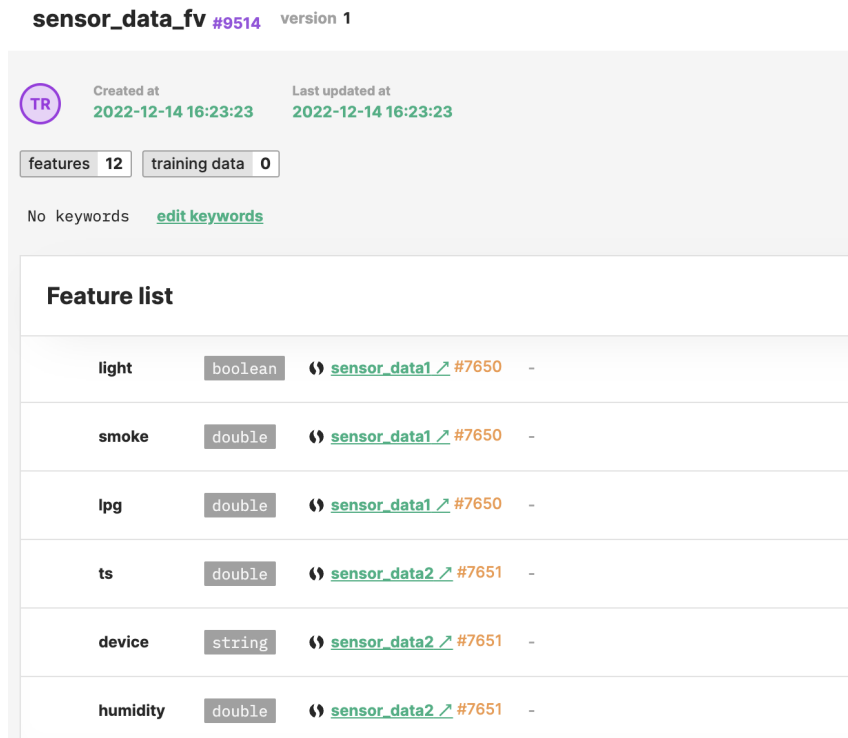 sensor_data_fv #9514 version 1
TR
Created at Last updated at
2022-12-14 16:23:23 2022-12-14 16:23:23
features 12 training data 0
No keywords edit keywords
Feature list
light boolean sensor_data1 ↗ #7650 -
smoke double sensor_data1 ↗ #7650 -
lpg double sensor_data1 ↗ #7650 -
ts double sensor_data2 ↗ #7651 -
device string sensor_data2 ↗ #7651 -
humidity double sensor_data2 ↗ #7651 -